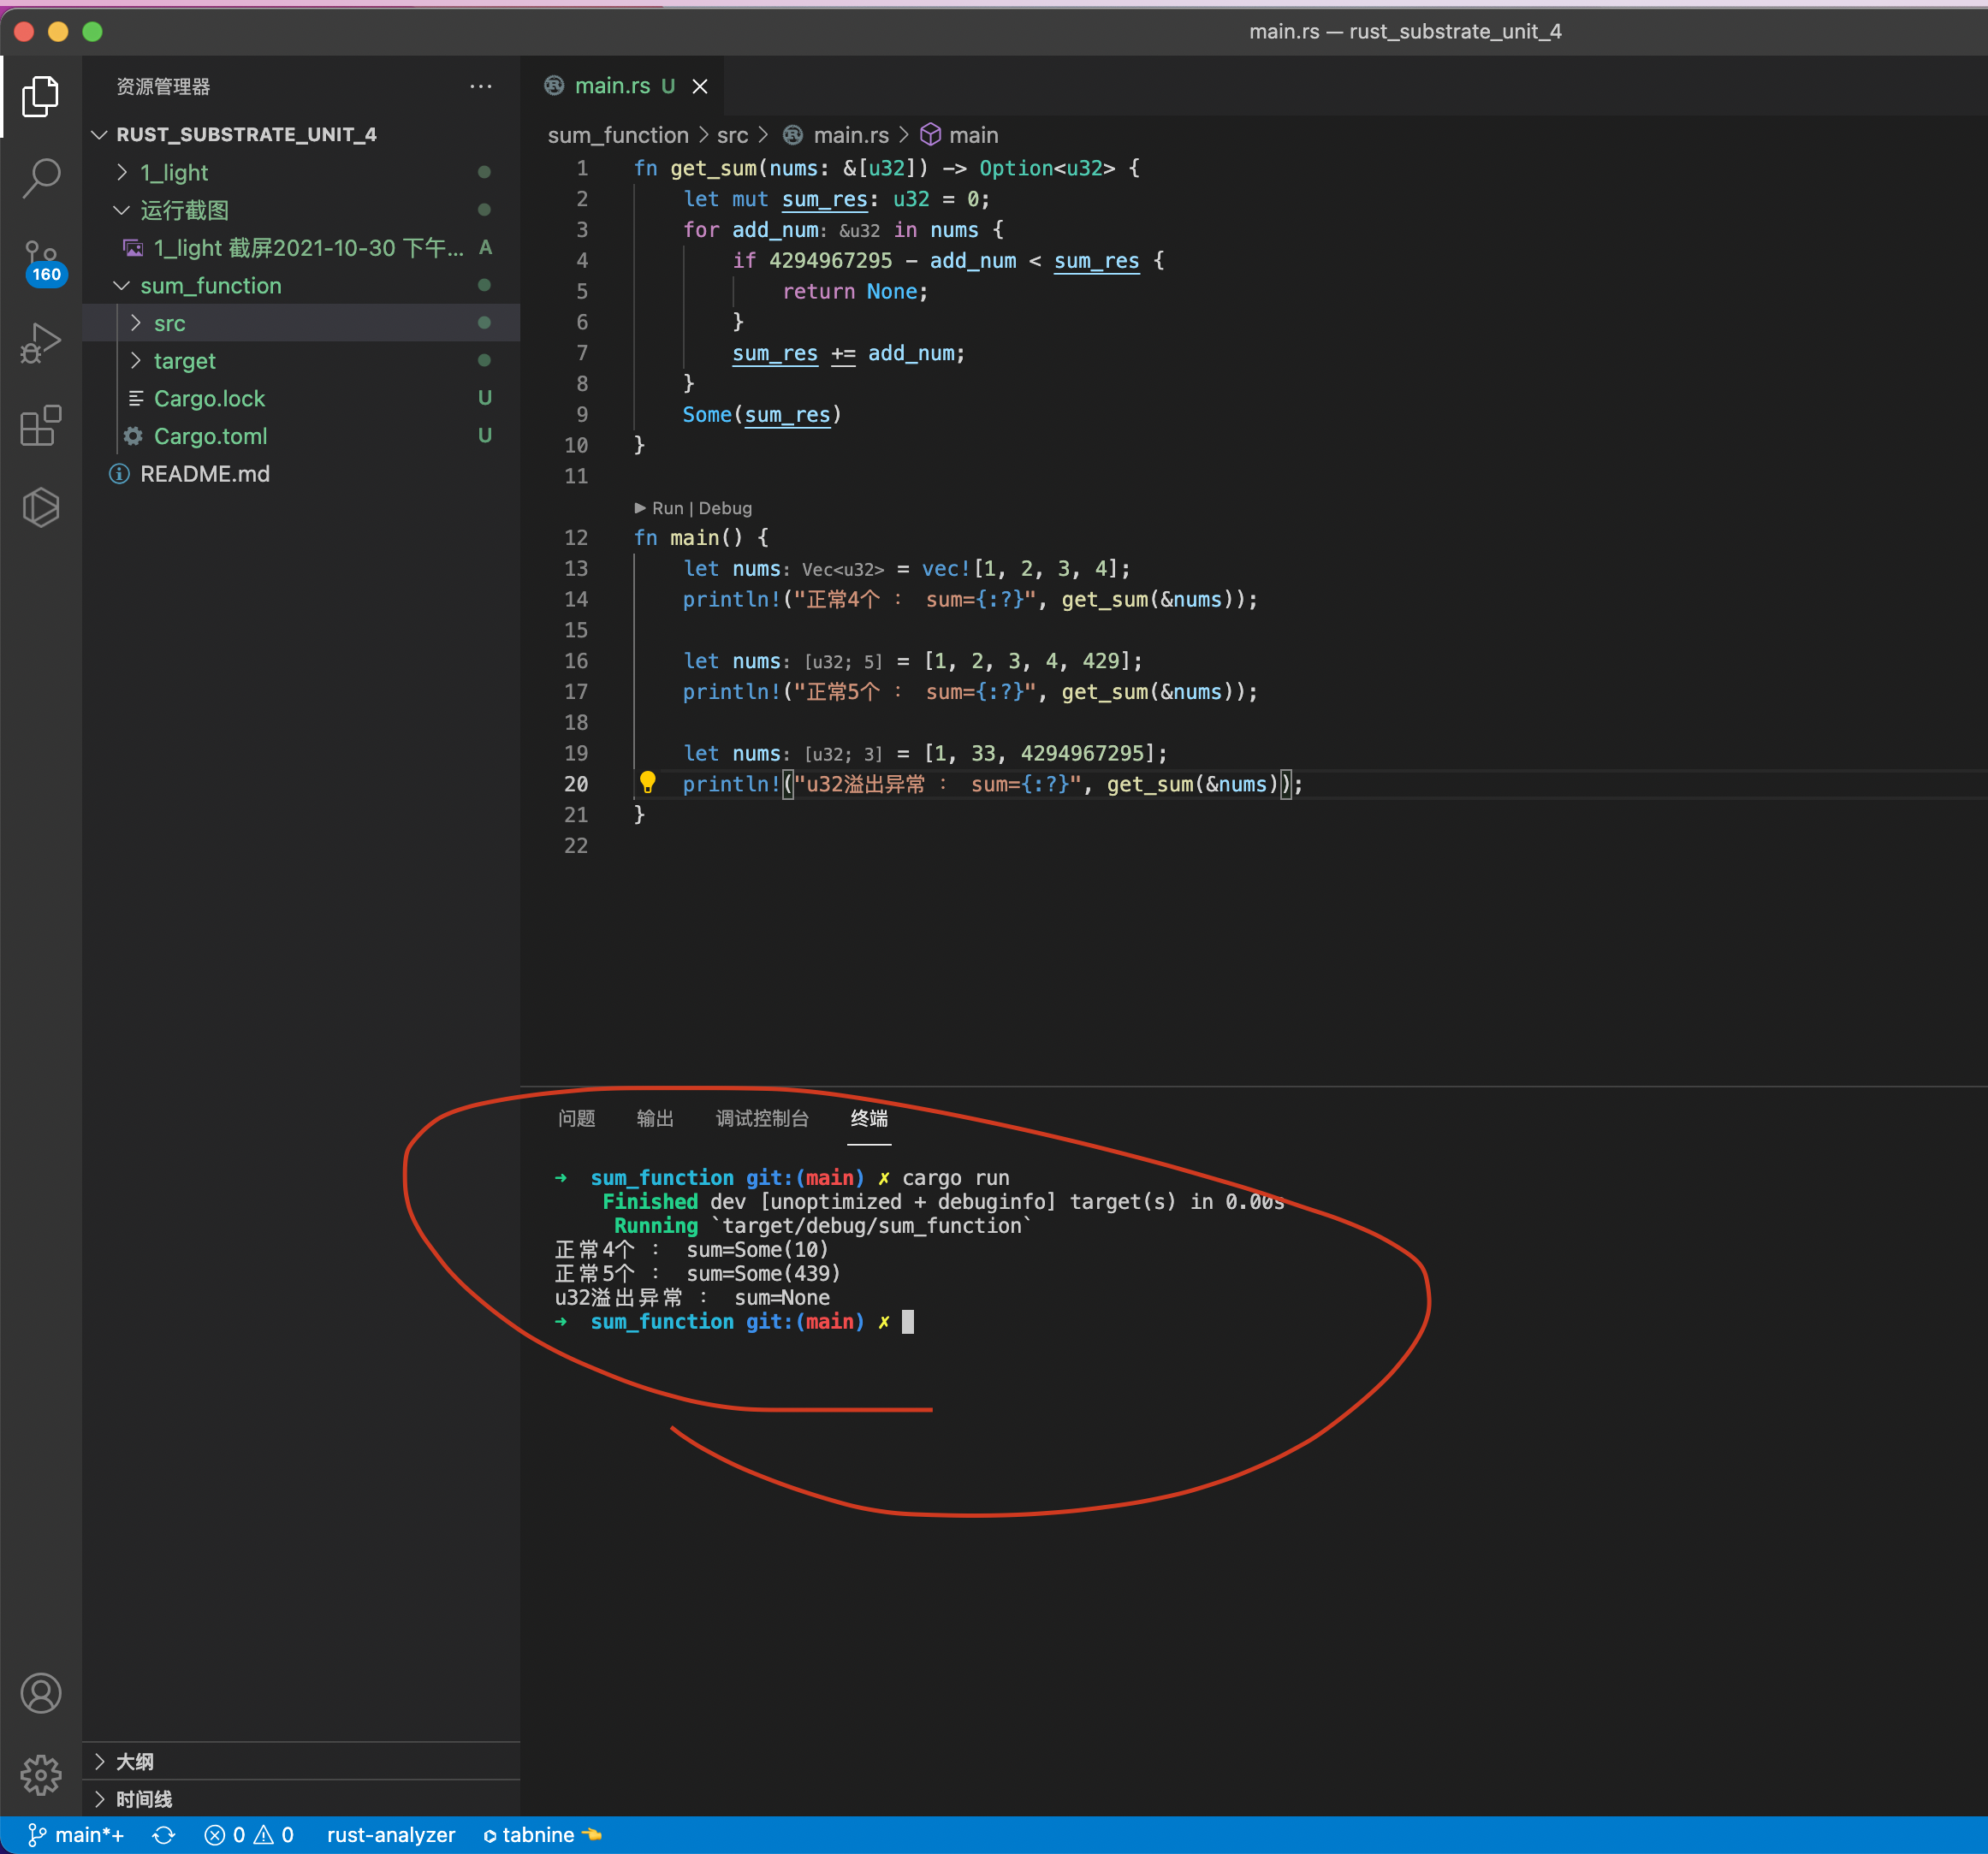 main.rs — rust_substrate_unit_4
资源管理器 ···
RUST_SUBSTRATE_UNIT_4
1_light
运行截图
1_light 截屏2021-10-30 下午... A
sum_function
src
target
Cargo.lock U
Cargo.toml U
README.md
160
大纲
时间线
main.rs U
sum_function > src > main.rs > main
1 fn get_sum(nums: &[u32]) -> Option<u32> {
2     let mut sum_res: u32 = 0;
3     for add_num: &u32 in nums {
4         if 4294967295 - add_num < sum_res {
5             return None;
6         }
7         sum_res += add_num;
8     }
9     Some(sum_res)
10 }
11
Run | Debug
12 fn main() {
13     let nums: Vec<u32> = vec![1, 2, 3, 4];
14     println!("正常4个 ： sum={:?}", get_sum(&nums));
15
16     let nums: [u32; 5] = [1, 2, 3, 4, 429];
17     println!("正常5个 ： sum={:?}", get_sum(&nums));
18
19     let nums: [u32; 3] = [1, 33, 4294967295];
20     println!("u32溢出异常 ： sum={:?}", get_sum(&nums));
21 }
22
问题 输出 调试控制台 终端
➜ sum_function git:(main) ✗ cargo run
    Finished dev [unoptimized + debuginfo] target(s) in 0.00s
     Running `target/debug/sum_function`
正常4个 ： sum=Some(10)
正常5个 ： sum=Some(439)
u32溢出异常 ： sum=None
➜ sum_function git:(main) ✗
main*+ 0 0 rust-analyzer tabnine